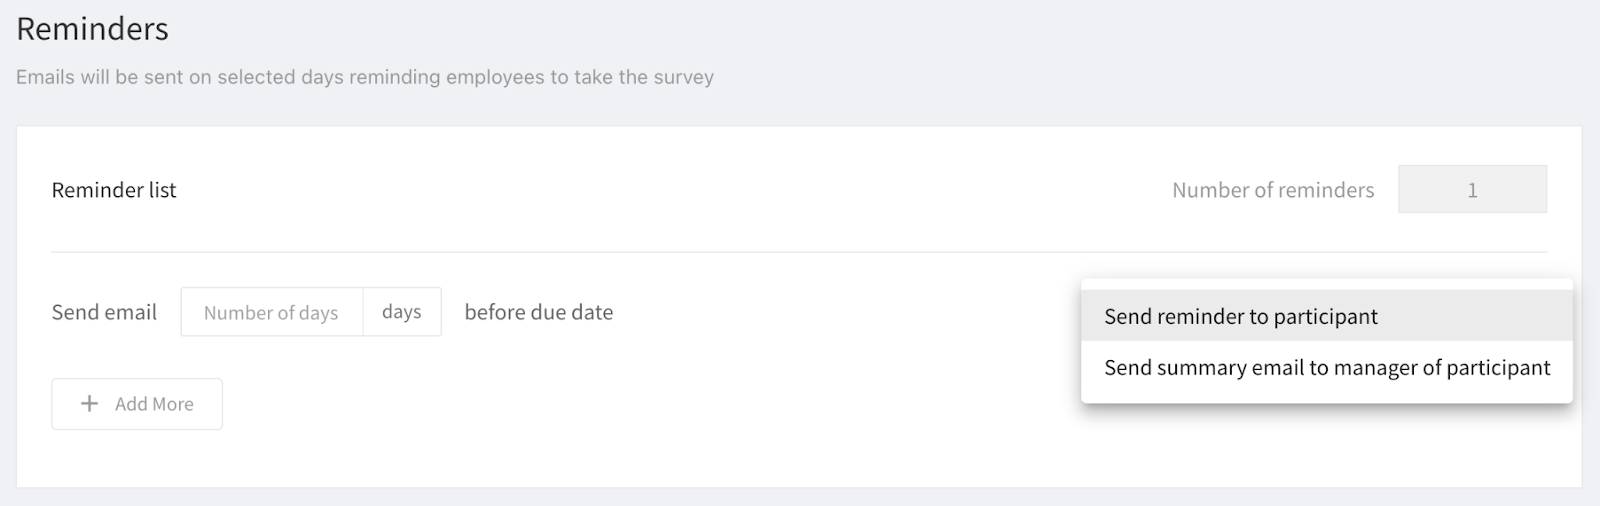 Reminders
Emails will be sent on selected days reminding employees to take the survey
Reminder list
Number of reminders 1
Send email Number of days days before due date
Send reminder to participant
Send summary email to manager of participant
+ Add More